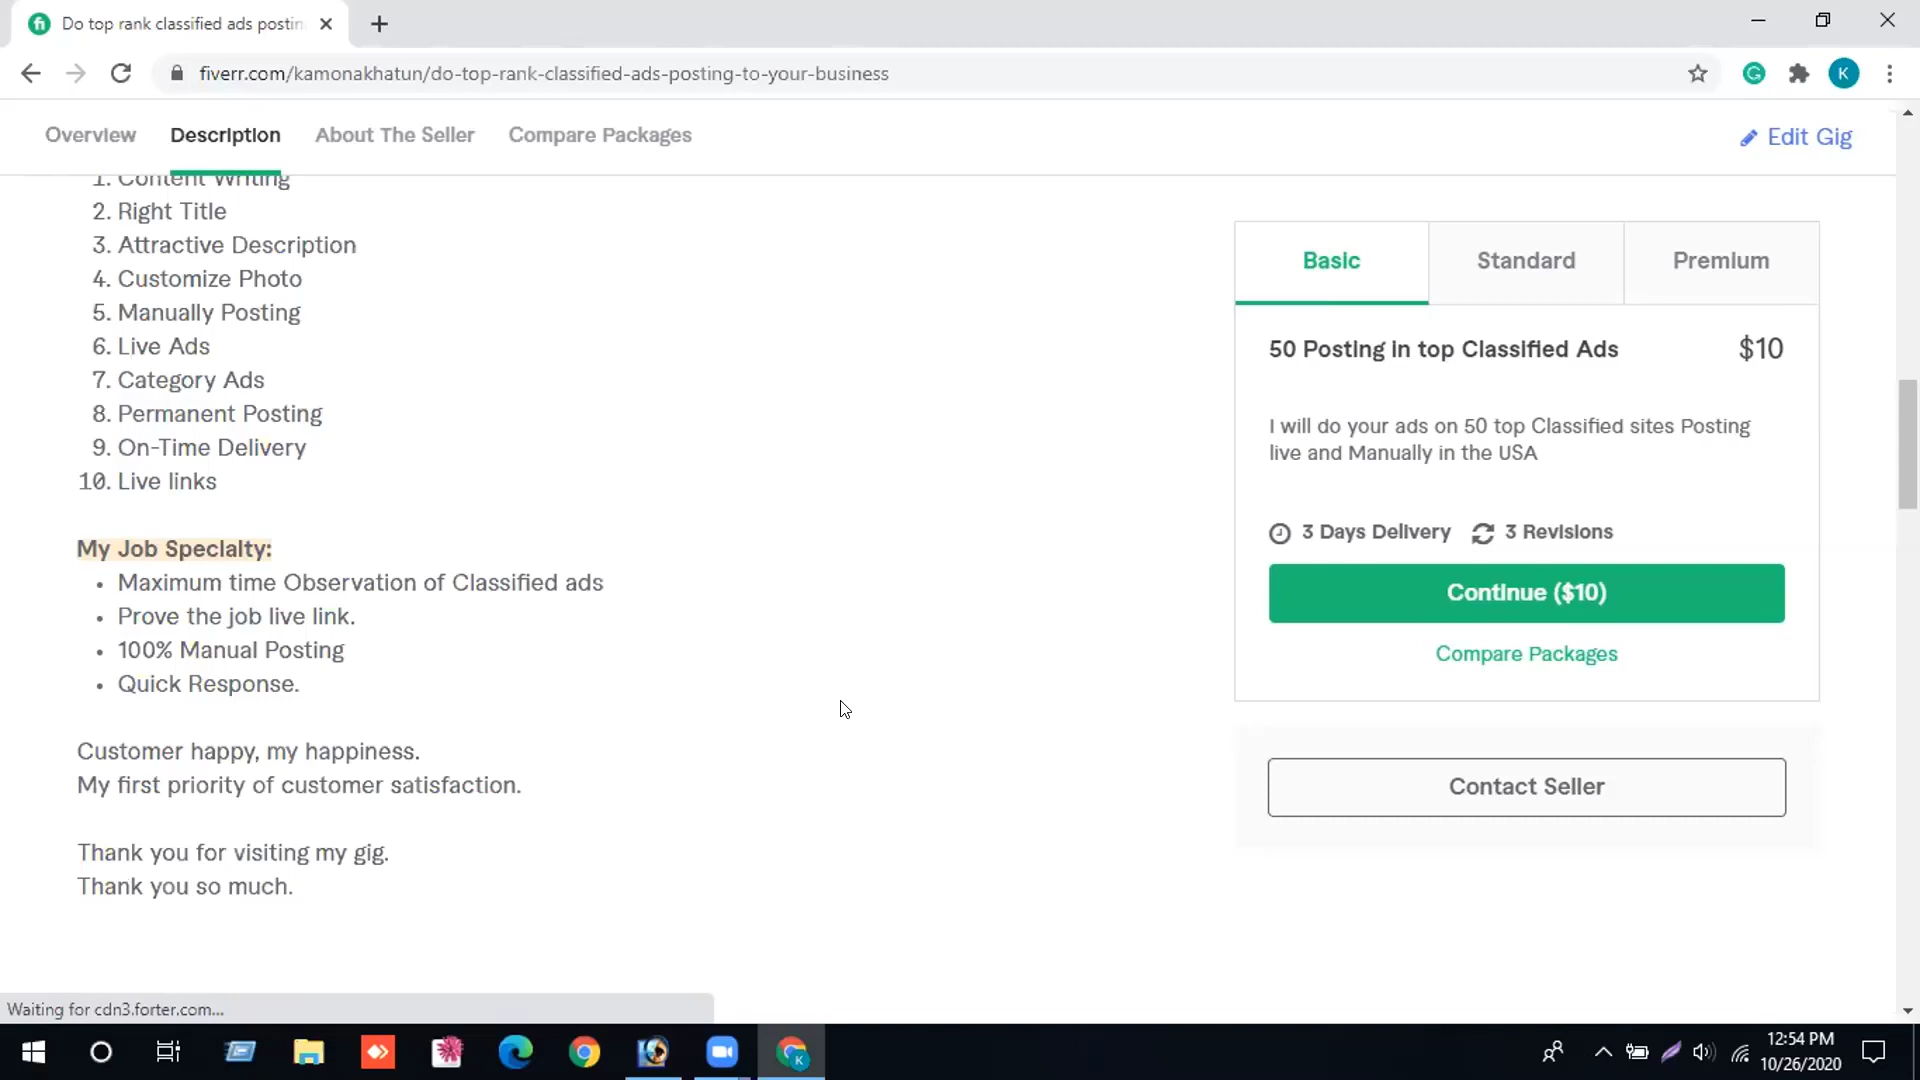 Do top rank classified ads postin
fiverr.com/kamonakhatun/do-top-rank-classified-ads-posting-to-your-business
K
Overview
Description
About The Seller
Compare Packages
Edit Gig
1. Content Writing
2. Right Title
3. Attractive Description
4. Customize Photo
5. Manually Posting
6. Live Ads
7. Category Ads
8. Permanent Posting
9. On-Time Delivery
10. Live links
My Job Specialty:
• Maximum time Observation of Classified ads
• Prove the job live link.
• 100% Manual Posting
• Quick Response.
Customer happy, my happiness.
My first priority of customer satisfaction.
Thank you for visiting my gig.
Thank you so much.
Basic
Standard
Premium
50 Posting in top Classified Ads
$10
I will do your ads on 50 top Classified sites Posting
live and Manually in the USA
3 Days Delivery
3 Revisions
Continue ($10)
Compare Packages
Contact Seller
Waiting for cdn3.forter.com...
K
12:54 PM
10/26/2020